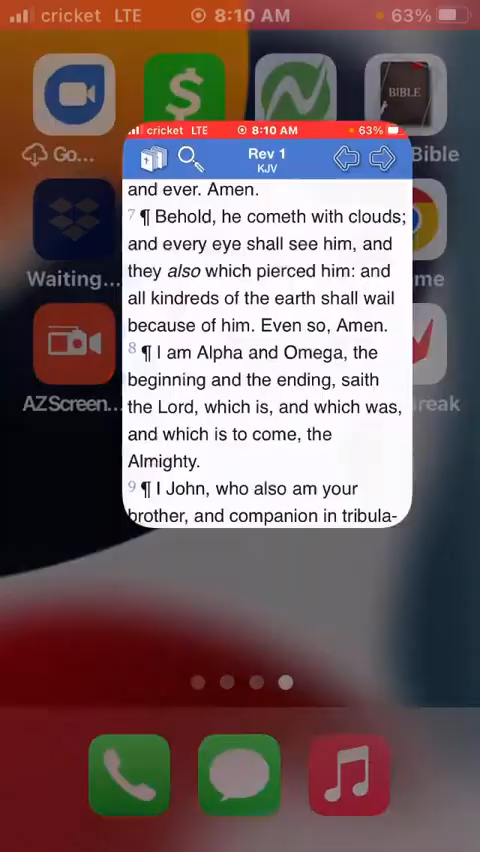 cricket LTE 8:10 AM 63%
BIBLE
Go... Bible
cricket LTE 8:10 AM 63%
Rev 1
KJV
and ever. Amen.
7 ¶ Behold, he cometh with clouds;
and every eye shall see him, and
they also which pierced him: and
all kindreds of the earth shall wail
because of him. Even so, Amen.
8 ¶ I am Alpha and Omega, the
beginning and the ending, saith
the Lord, which is, and which was,
and which is to come, the
Almighty.
9 ¶ I John, who also am your
brother, and companion in tribula-
Waiting... me
AZScreen... reak